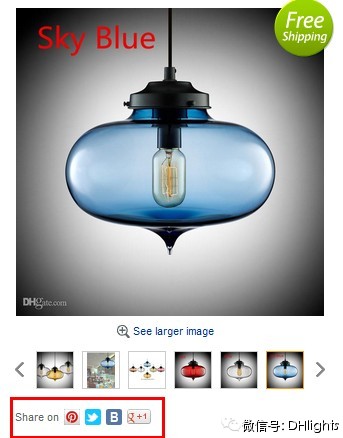 Free
Shipping
Sky Blue
DHgate.com
See larger image
Share on
B
g +1
微信号: DHlights